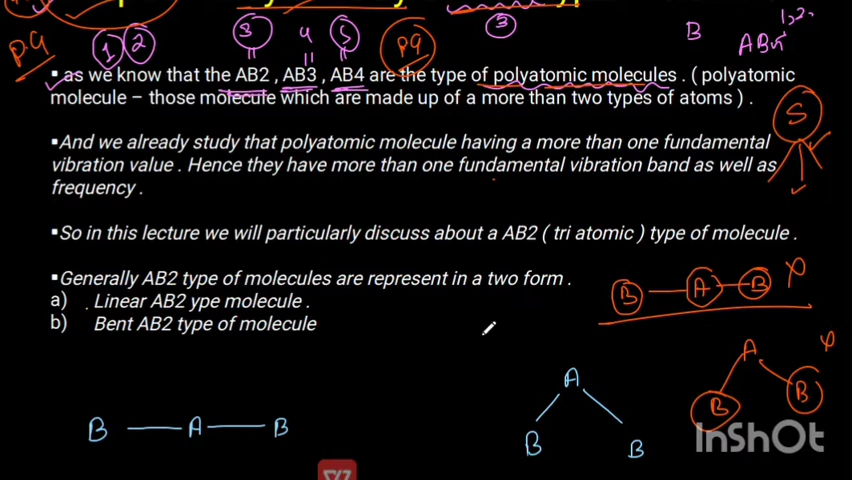 1 2 3 4 5 P.Q 3 B ABn 1,2
P.Q
▪as we know that the AB2 , AB3 , AB4 are the type of polyatomic molecules . ( polyatomic
molecule – those molecule which are made up of a more than two types of atoms ) .
S
▪And we already study that polyatomic molecule having a more than one fundamental
vibration value . Hence they have more than one fundamental vibration band as well as
frequency .
▪So in this lecture we will particularly discuss about a AB2 ( tri atomic ) type of molecule .
▪Generally AB2 type of molecules are represent in a two form .
a) . Linear AB2 ype molecule .
B A B
b) Bent AB2 type of molecule
A
B B
A
B A B
B B
InShOt